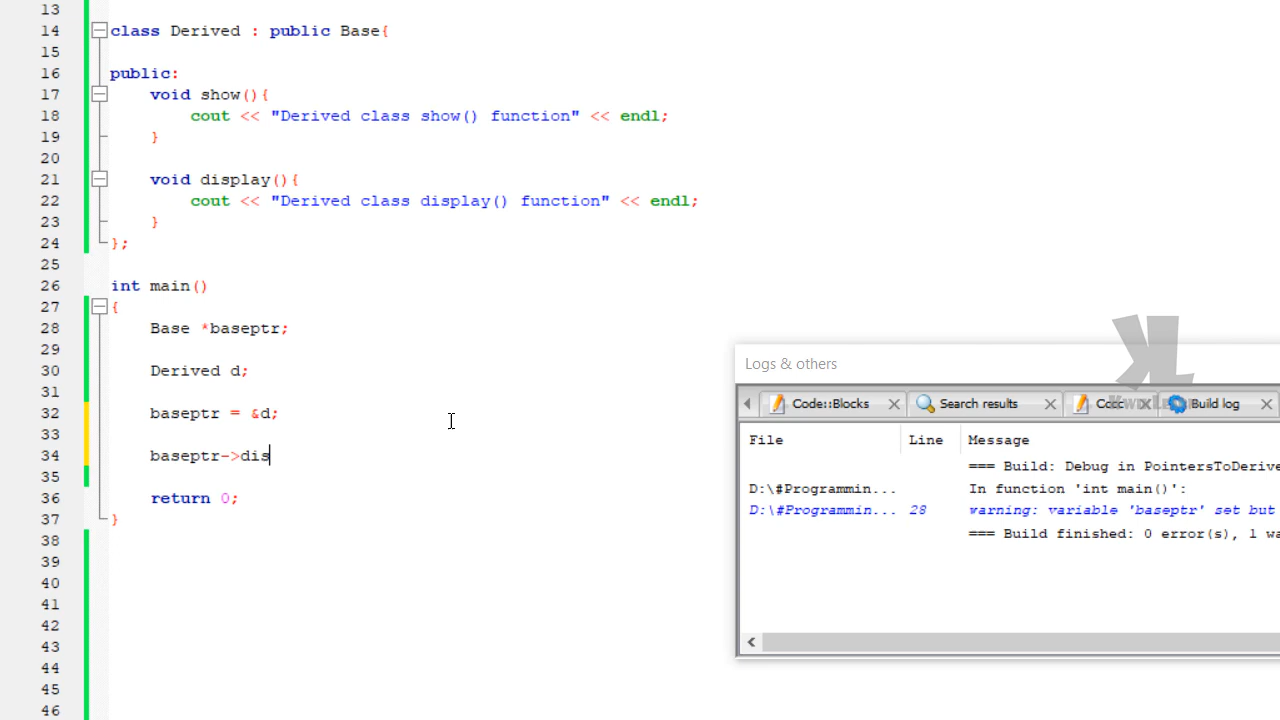 13
14 class Derived : public Base{
15
16 public:
17 void show(){
18 cout << "Derived class show() function" << endl;
19 }
20
21 void display(){
22 cout << "Derived class display() function" << endl;
23 }
24 };
25
26 int main()
27 {
28 Base *baseptr;
29
30 Derived d;
31
32 baseptr = &d;
33
34 baseptr->dis
35
36 return 0;
37 }
38
39
40
41
42
43
44
45
46
KL
Logs & others
Code::Blocks Search results Build log
File Line Message
=== Build: Debug in PointersToDerive
D:\#Programmin... In function 'int main()':
D:\#Programmin... 28 warning: variable 'baseptr' set but
=== Build finished: 0 error(s), 1 wa